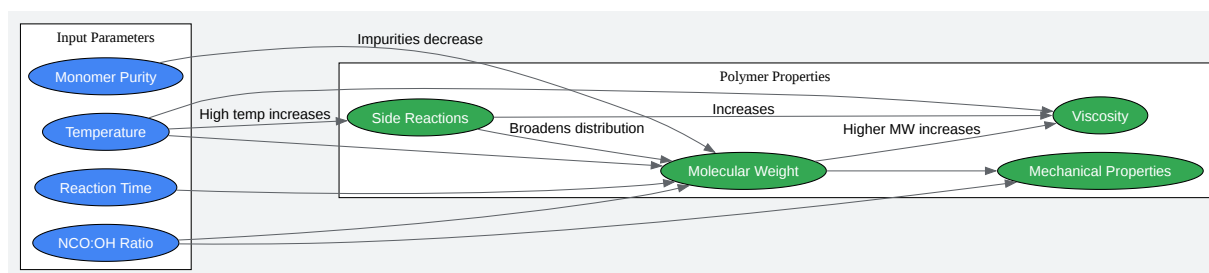 Input Parameters
Monomer Purity
Temperature
Reaction Time
NCO:OH Ratio
Impurities decrease
High temp increases
Polymer Properties
Side Reactions
Increases
Broadens distribution
Higher MW increases
Viscosity
Molecular Weight
Mechanical Properties